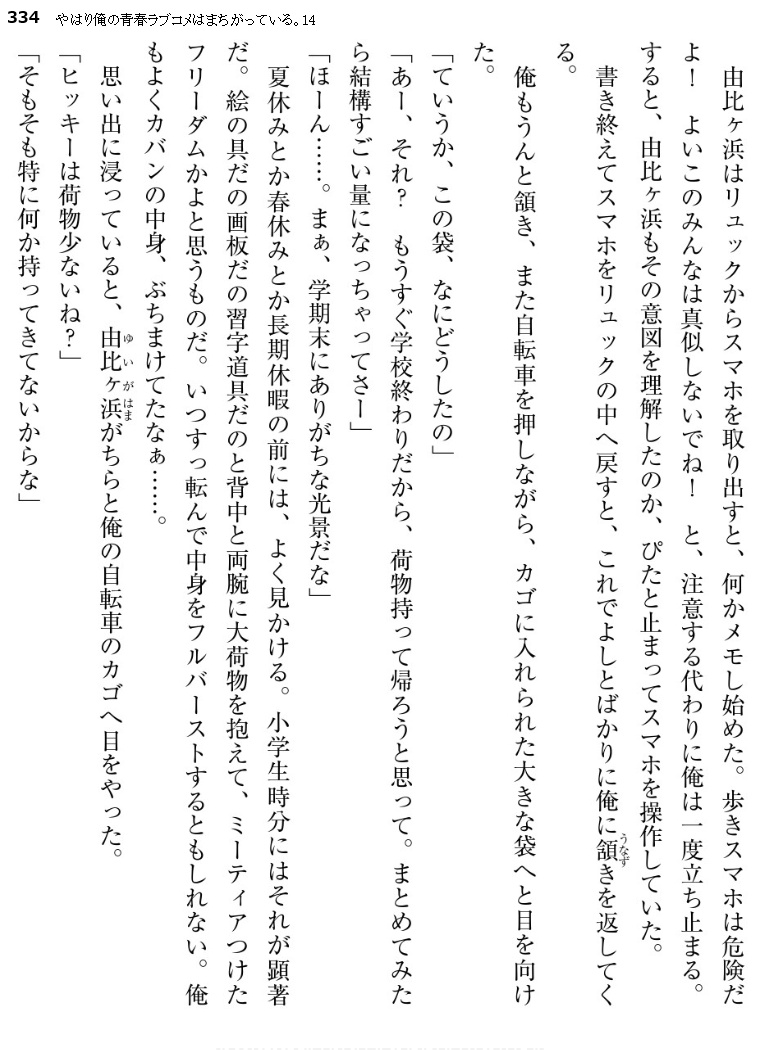 334 やはり俺の青春ラブコメはまちがっている。14
　由比ヶ浜はリュックからスマホを取り出すと、何かメモし始めた。歩きスマホは危険だ
よ！　よいこのみんなは真似しないでね！　と、注意する代わりに俺は一度立ち止まる。
すると、由比ヶ浜もその意図を理解したのか、ぴたと止まってスマホを操作していた。
　書き終えてスマホをリュックの中へ戻すと、これでよしとばかりに俺に頷うなずきを返してく
る。
　俺もうんと頷き、また自転車を押しながら、カゴに入れられた大きな袋へと目を向け
た。
「ていうか、この袋、なにどうしたの」
「あー、それ？　もうすぐ学校終わりだから、荷物持って帰ろうと思って。まとめてみた
ら結構すごい量になっちゃってさー」
「ほーん……。まぁ、学期末にありがちな光景だな」
　夏休みとか春休みとか長期休暇の前には、よく見かける。小学生時分にはそれが顕著
だ。絵の具だの画板だの習字道具だのと背中と両腕に大荷物を抱えて、ミーティアつけた
フリーダムかよと思うものだ。いつすっ転んで中身をフルバーストするともしれない。俺
もよくカバンの中身、ぶちまけてたなぁ……。
　思い出に浸っていると、由比ヶ浜ゆいがはまがちらと俺の自転車のカゴへ目をやった。
「ヒッキーは荷物少ないね？」
「そもそも特に何か持ってきてないからな」